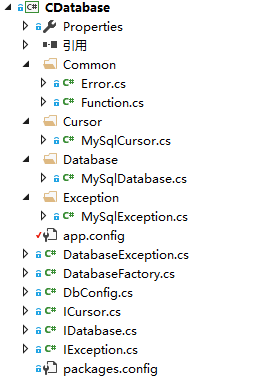 C# CDatabase
Properties
引用
Common
C# Error.cs
C# Function.cs
Cursor
C# MySqlCursor.cs
Database
C# MySqlDatabase.cs
Exception
C# MySqlException.cs
app.config
C# DatabaseException.cs
C# DatabaseFactory.cs
C# DbConfig.cs
C# ICursor.cs
C# IDatabase.cs
C# IException.cs
packages.config